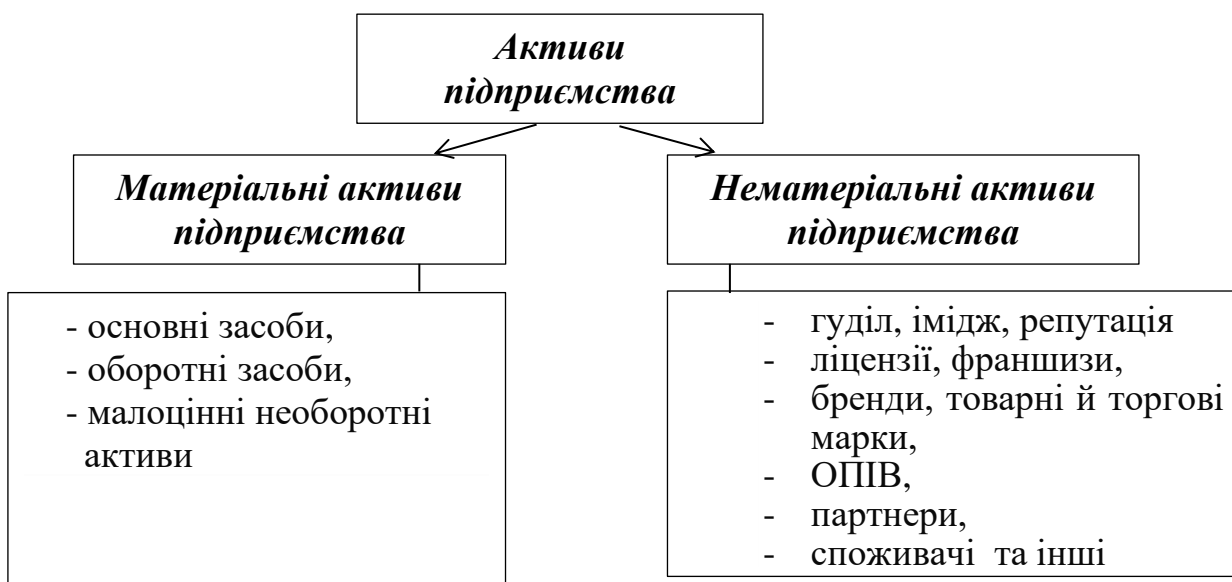 Активи
підприємства
Матеріальні активи
підприємства
Нематеріальні активи
підприємства
- основні засоби,
- оборотні засоби,
- малоцінні необоротні
активи
- гуділ, імідж, репутація
- ліцензії, франшизи,
- бренди, товарні й торгові
марки,
- ОПІВ,
- партнери,
- споживачі та інші